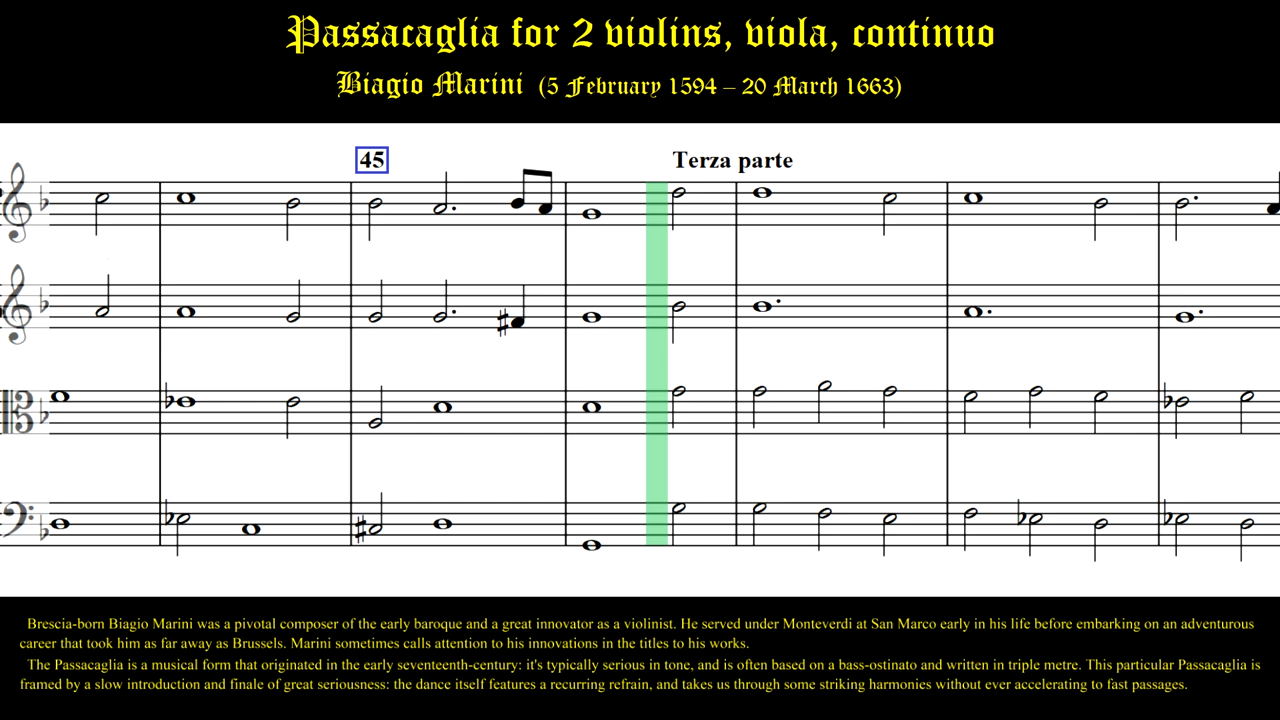 Passacaglia for 2 violins, viola, continuo
Biagio Marini (5 February 1594 – 20 March 1663)
45
Terza parte
Brescia-born Biagio Marini was a pivotal composer of the early baroque and a great innovator as a violinist. He served under Monteverdi at San Marco early in his life before embarking on an adventurous
career that took him as far away as Brussels. Marini sometimes calls attention to his innovations in the titles to his works.
The Passacaglia is a musical form that originated in the early seventeenth-century: it's typically serious in tone, and is often based on a bass-ostinato and written in triple metre. This particular Passacaglia is
framed by a slow introduction and finale of great seriousness: the dance itself features a recurring refrain, and takes us through some striking harmonies without ever accelerating to fast passages.